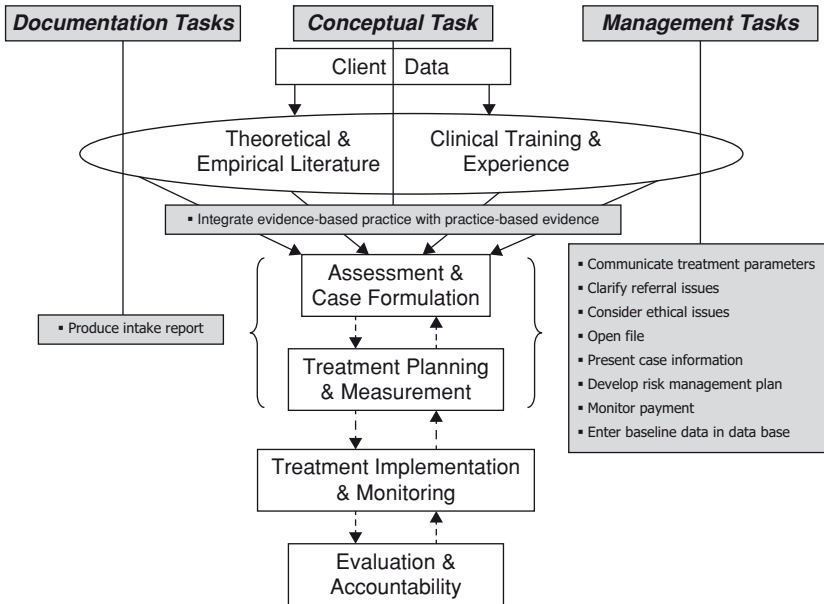 Documentation Tasks
Conceptual Task
Management Tasks
Client Data
Theoretical &
Empirical Literature
Clinical Training &
Experience
▪ Integrate evidence-based practice with practice-based evidence
Assessment &
Case Formulation
▪ Produce intake report
Treatment Planning
& Measurement
▪ Communicate treatment parameters
▪ Clarify referral issues
▪ Consider ethical issues
▪ Open file
▪ Present case information
▪ Develop risk management plan
▪ Monitor payment
▪ Enter baseline data in data base
Treatment Implementation
& Monitoring
Evaluation &
Accountability